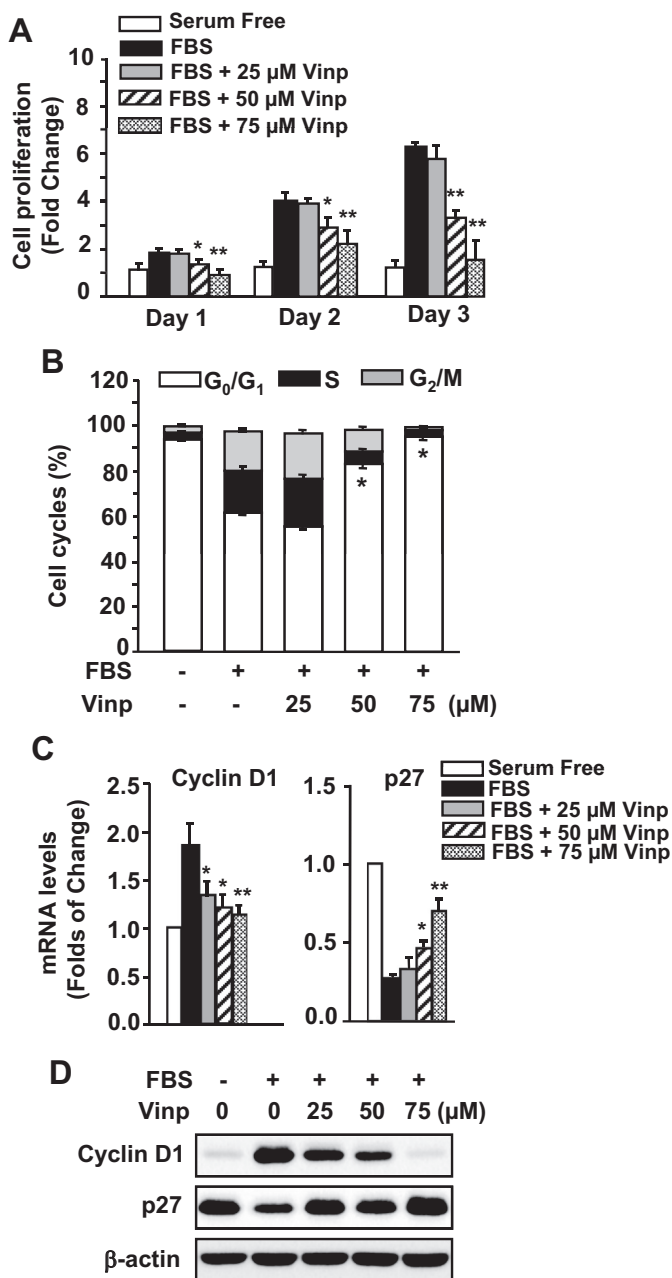 A
Serum Free
FBS
FBS + 25 µM Vinp
FBS + 50 µM Vinp
FBS + 75 µM Vinp
Cell proliferation
(Fold Change)
10
8
6
4
2
0
* **
* **
** **
Day 1 Day 2 Day 3
B
G₀/G₁ S G₂/M
Cell cycles (%)
120
100
80
60
40
20
0
* *
FBS - + + + +
Vinp - - 25 50 75 (µM)
C
Cyclin D1
mRNA levels
(Folds of Change)
2.5
2.0
1.5
1.0
0.5
0.0
* * **
p27
1.5
1.0
0.5
0.0
* **
Serum Free
FBS
FBS + 25 µM Vinp
FBS + 50 µM Vinp
FBS + 75 µM Vinp
D
FBS - + + + +
Vinp 0 0 25 50 75 (µM)
Cyclin D1
p27
β-actin